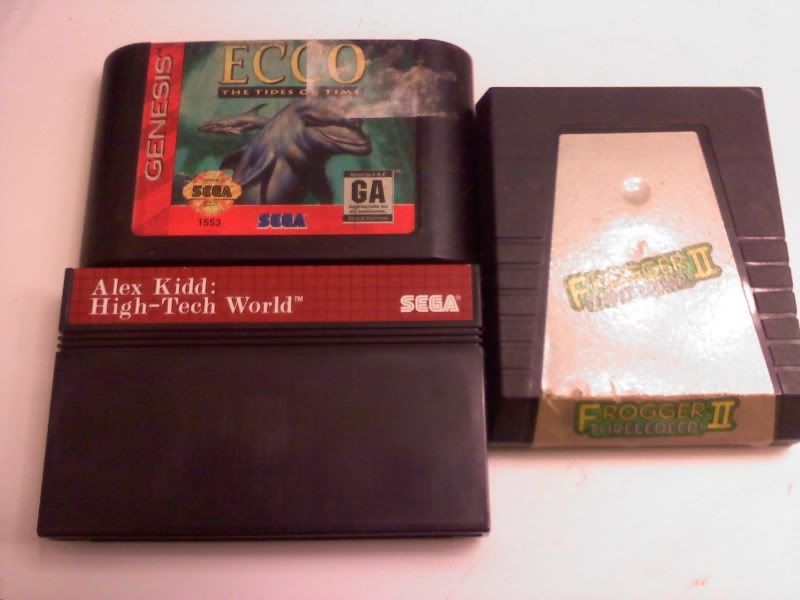 GENESIS™
ECCO
THE TIDES OF TIME
SEGA
1553
SEGA
GA
Alex Kidd:
High-Tech World™
SEGA®
FROGGER II
FROGGER II
THREEEDEEP!